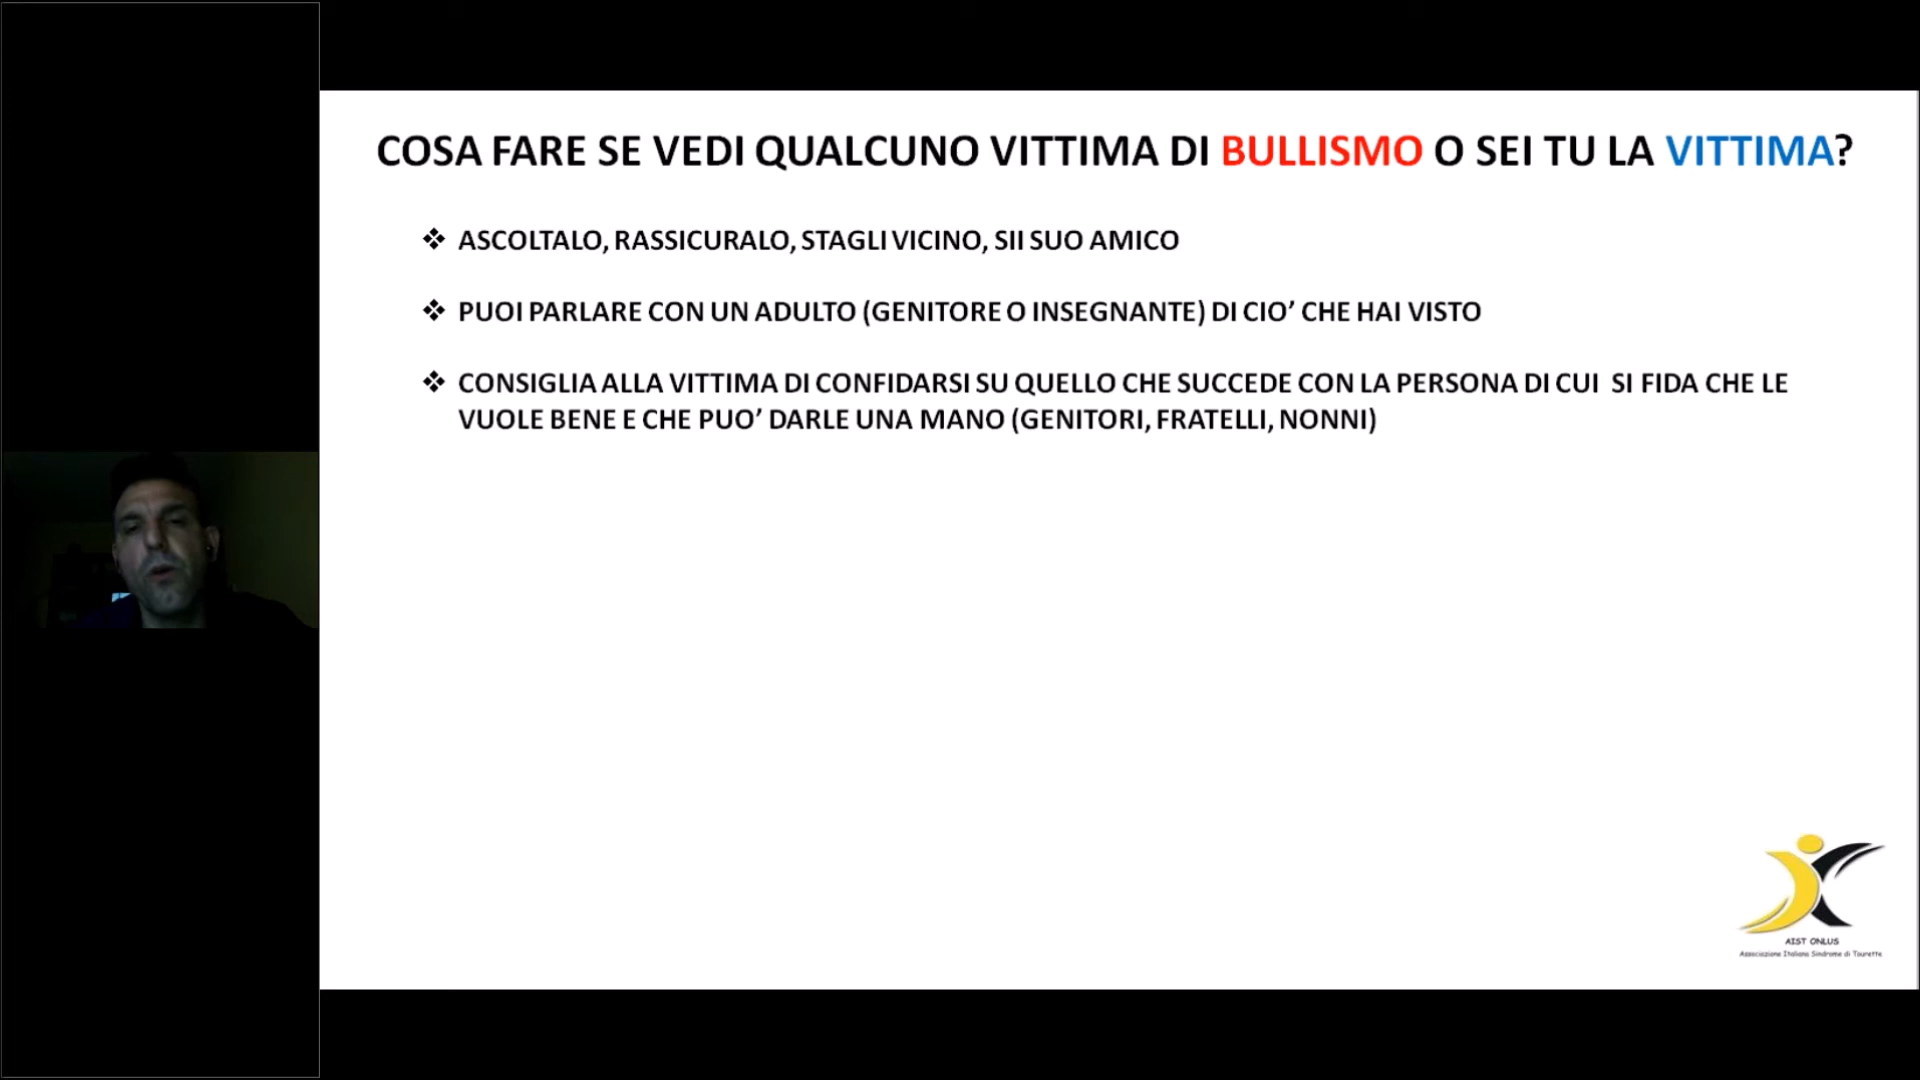 COSA FARE SE VEDI QUALCUNO VITTIMA DI BULLISMO O SEI TU LA VITTIMA?
❖ ASCOLTALO, RASSICURALO, STAGLI VICINO, SII SUO AMICO
❖ PUOI PARLARE CON UN ADULTO (GENITORE O INSEGNANTE) DI CIO’ CHE HAI VISTO
❖ CONSIGLIA ALLA VITTIMA DI CONFIDARSI SU QUELLO CHE SUCCEDE CON LA PERSONA DI CUI SI FIDA CHE LE
VUOLE BENE E CHE PUO’ DARLE UNA MANO (GENITORI, FRATELLI, NONNI)
AIST ONLUS
Associazione Italiana Sindrome di Tourette